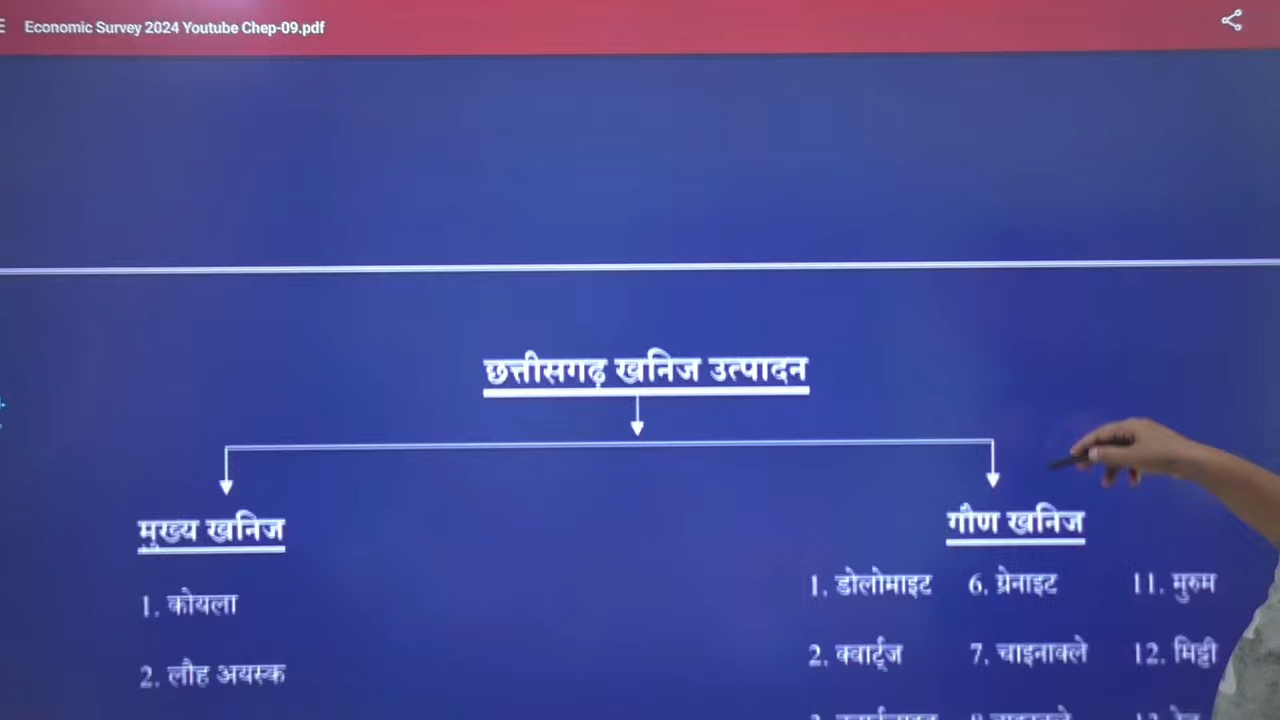 Economic Survey 2024 Youtube Chep-09.pdf
छत्तीसगढ़ खनिज उत्पादन
मुख्य खनिज
1. कोयला
2. लौह अयस्क
गौण खनिज
1. डोलोमाइट 6. ग्रेनाइट 11. मुरुम
2. क्वार्ट्ज 7. चाइनाक्ले 12. मिट्टी